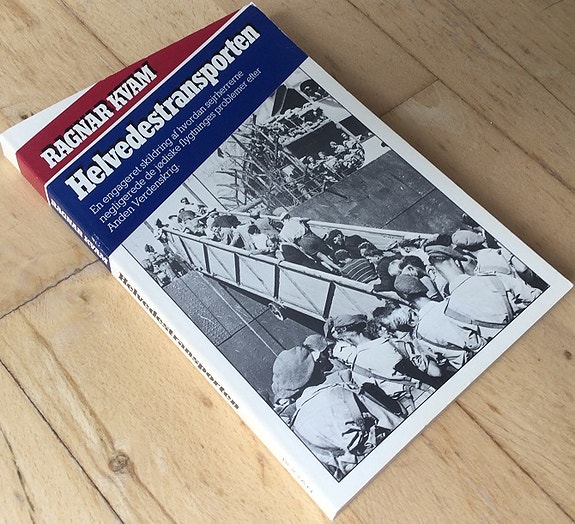 RAGNAR KVAM
Helvedestransporten
En engageret skildring af hvordan sejrherrerne
negligerede de jødiske flygtninges problemer efter
Anden Verdenskrig.
RAGNAR KVAM
Helvedestransporten